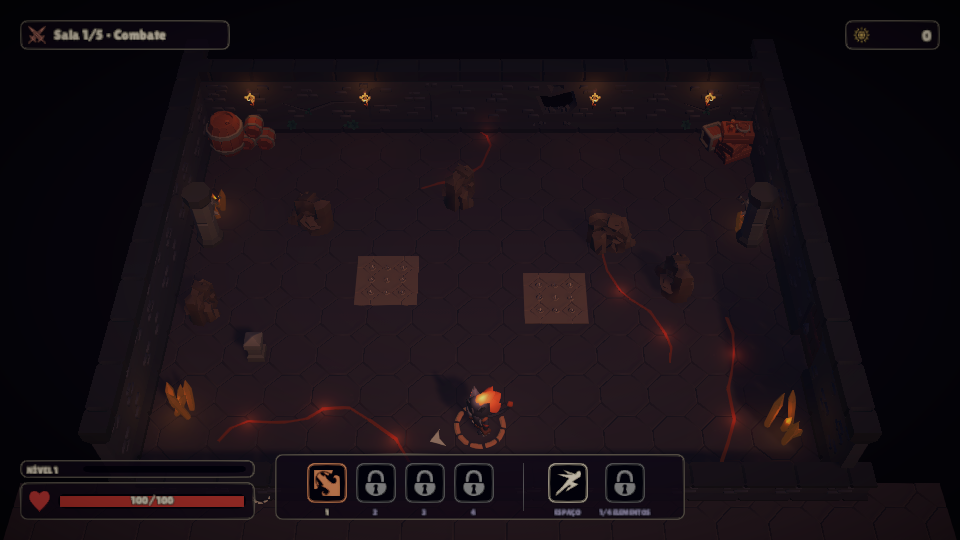 Sala 1/5 - Combate
0
NÍVEL 1
100/100
1
2
3
4
ESPAÇO
1/4 ELEMENTOS